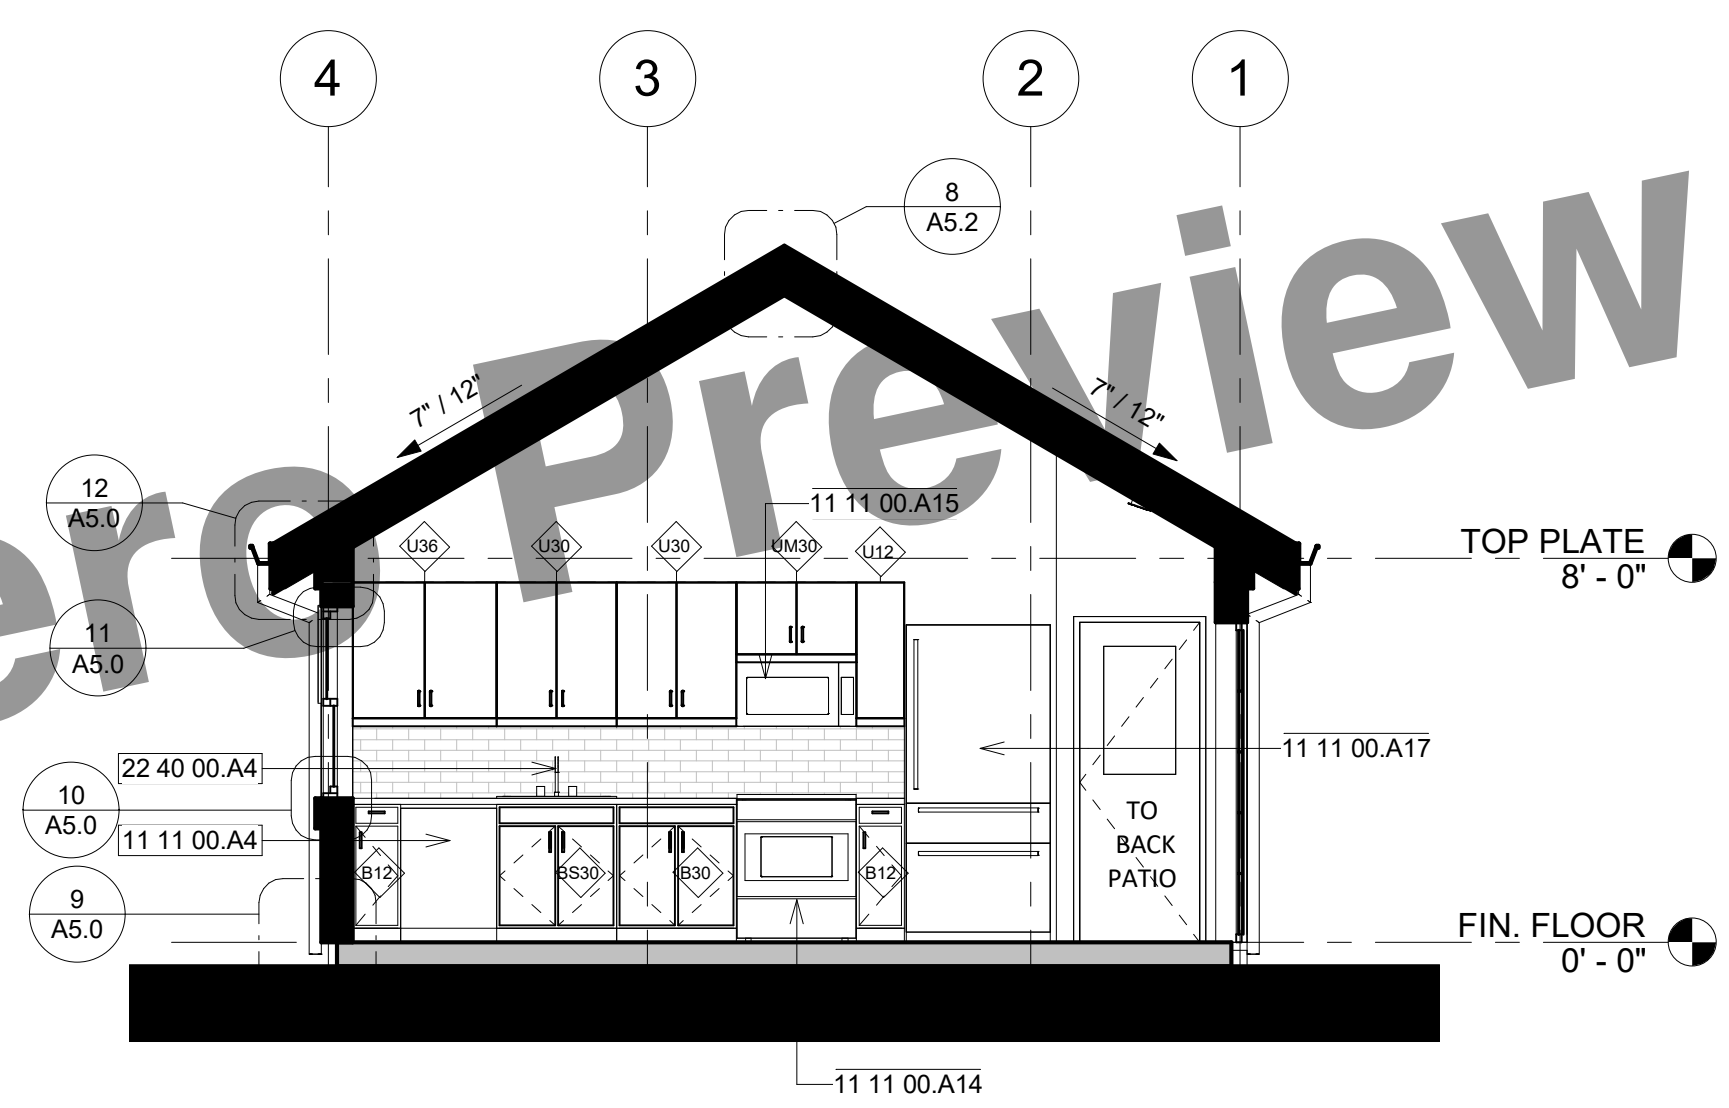 4
3
2
1
8
A5.2
7" / 12"
7" / 12"
12
A5.0
11 11 00.A15
U36
U30
U30
UM30
U12
TOP PLATE
8' - 0"
11
A5.0
22 40 00.A4
11 11 00.A17
10
A5.0
11 11 00.A4
TO
BACK
PATIO
B12
BS30
B30
B12
9
A5.0
FIN. FLOOR
0' - 0"
11 11 00.A14
ero Preview